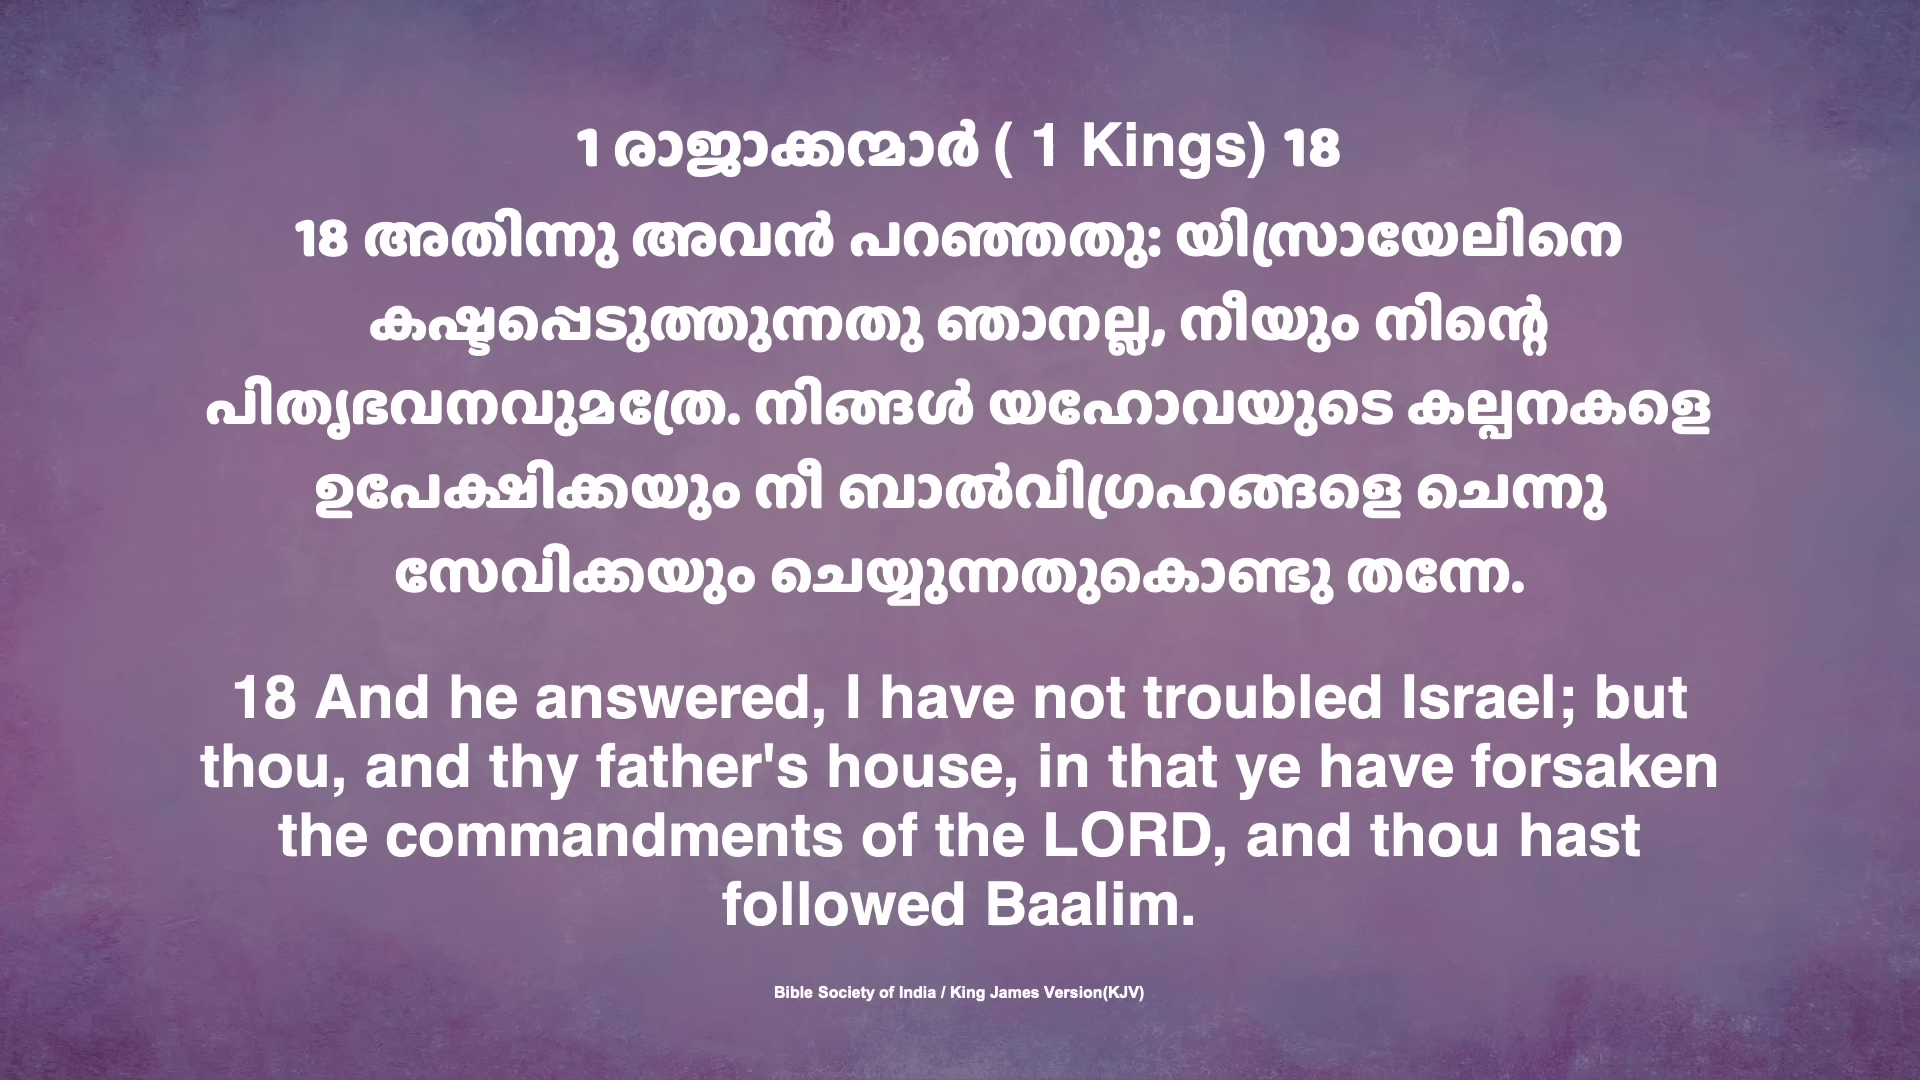 1 രാജാക്കന്മാർ ( 1 Kings) 18
18 അതിന്നു അവൻ പറഞ്ഞതു: യിസ്രായേലിനെ
കഷ്ടപ്പെടുത്തുന്നതു ഞാനല്ല, നീയും നിന്റെ
പിതൃഭവനവുമത്രേ. നിങ്ങൾ യഹോവയുടെ കല്പനകളെ
ഉപേക്ഷിക്കയും നീ ബാൽവിഗ്രഹങ്ങളെ ചെന്നു
സേവിക്കയും ചെയ്യുന്നതുകൊണ്ടു തന്നേ.
18 And he answered, I have not troubled Israel; but
thou, and thy father's house, in that ye have forsaken
the commandments of the LORD, and thou hast
followed Baalim.
Bible Society of India / King James Version(KJV)